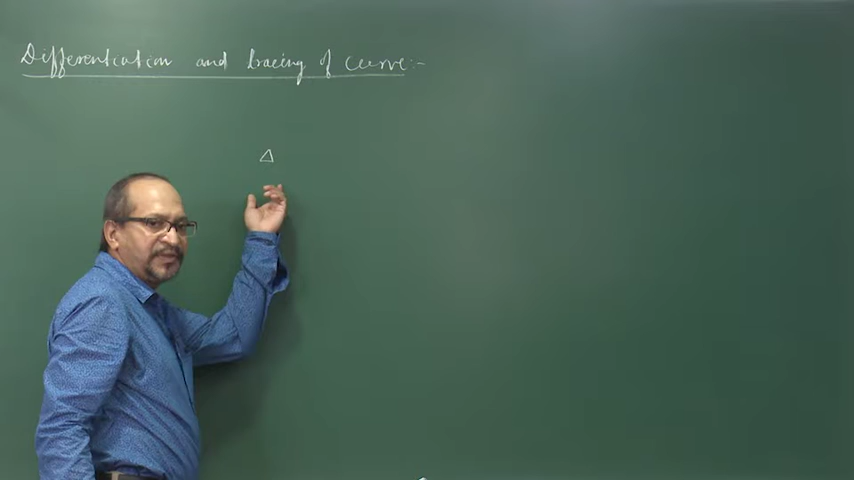 Differentiation and tracing of curve:-
Δ